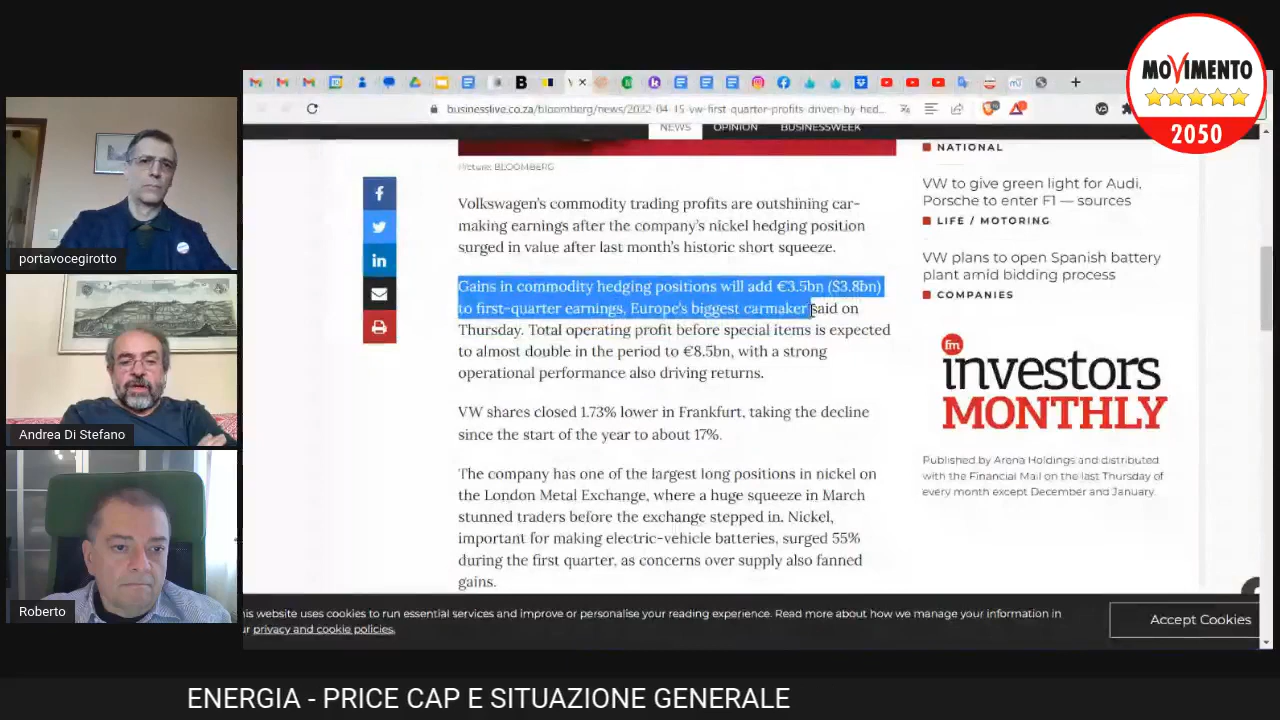 MOVIMENTO
2050
businesslive.co.za/bloomberg/news/2022-04-15-vw-first-quarter-profits-driven-by-hed...
NEWS OPINION BUSINESSWEEK
Picture: BLOOMBERG
Volkswagen's commodity trading profits are outshining car-
making earnings after the company's nickel hedging position
surged in value after last month's historic short squeeze.
Gains in commodity hedging positions will add €3.5bn ($3.8bn)
to first-quarter earnings, Europe's biggest carmaker said on
Thursday. Total operating profit before special items is expected
to almost double in the period to €8.5bn, with a strong
operational performance also driving returns.
VW shares closed 1.73% lower in Frankfurt, taking the decline
since the start of the year to about 17%.
The company has one of the largest long positions in nickel on
the London Metal Exchange, where a huge squeeze in March
stunned traders before the exchange stepped in. Nickel,
important for making electric-vehicle batteries, surged 55%
during the first quarter, as concerns over supply also fanned
gains.
NATIONAL
VW to give green light for Audi,
Porsche to enter F1 — sources
LIFE / MOTORING
VW plans to open Spanish battery
plant amid bidding process
COMPANIES
fm
investors
MONTHLY
Published by Arena Holdings and distributed
with the Financial Mail on the last Thursday of
every month except December and January.
his website uses cookies to run essential services and improve or personalise your reading experience. Read more about how we manage your information in
ur privacy and cookie policies.
Accept Cookies
portavocegirotto
Andrea Di Stefano
Roberto
ENERGIA - PRICE CAP E SITUAZIONE GENERALE